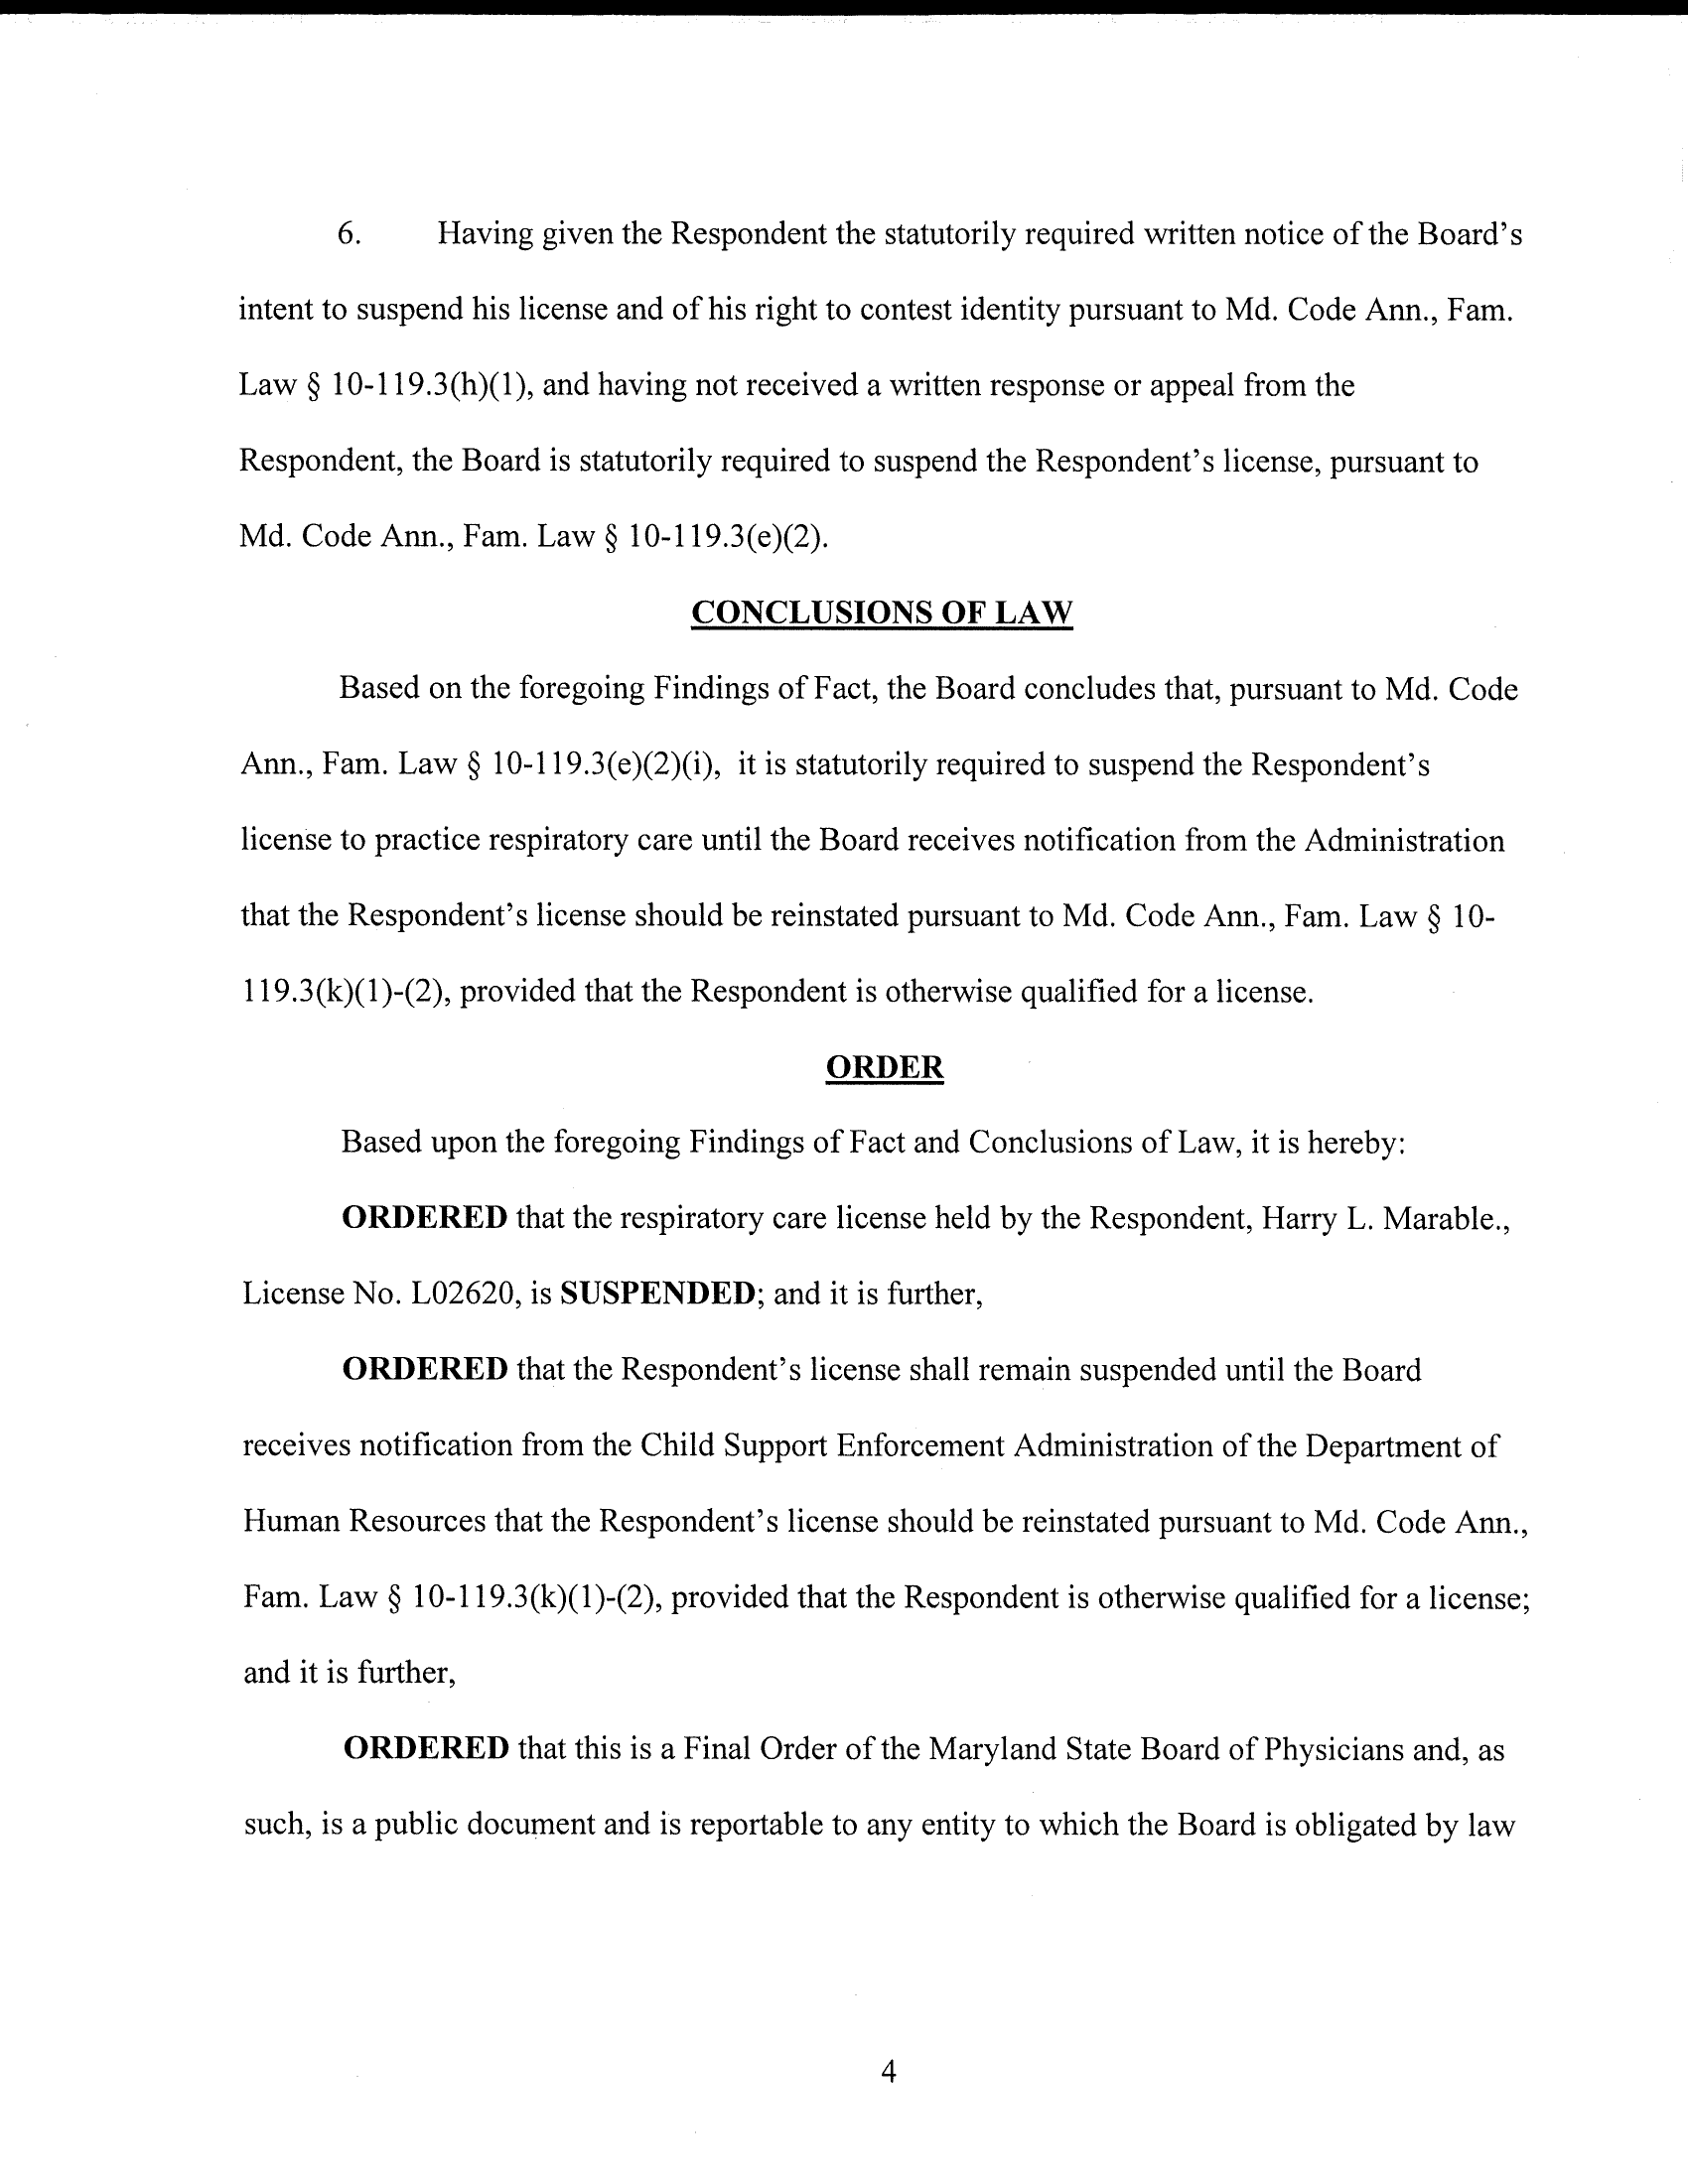 6. Having given the Respondent the statutorily required written notice of the Board's
intent to suspend his license and of his right to contest identity pursuant to Md. Code Ann., Fam.
Law § 10-119.3(h)(1), and having not received a written response or appeal from the
Respondent, the Board is statutorily required to suspend the Respondent's license, pursuant to
Md. Code Ann., Fam. Law § 10-119.3(e)(2).
CONCLUSIONS OF LAW
Based on the foregoing Findings of Fact, the Board concludes that, pursuant to Md. Code
Ann., Fam. Law § 10-119.3(e)(2)(i), it is statutorily required to suspend the Respondent's
license to practice respiratory care until the Board receives notification from the Administration
that the Respondent's license should be reinstated pursuant to Md. Code Ann., Fam. Law § 10-
119.3(k)(1)-(2), provided that the Respondent is otherwise qualified for a license.
ORDER
Based upon the foregoing Findings of Fact and Conclusions of Law, it is hereby:
ORDERED that the respiratory care license held by the Respondent, Harry L. Marable.,
License No. L02620, is SUSPENDED; and it is further,
ORDERED that the Respondent's license shall remain suspended until the Board
receives notification from the Child Support Enforcement Administration of the Department of
Human Resources that the Respondent's license should be reinstated pursuant to Md. Code Ann.,
Fam. Law § 10-119.3(k)(1)-(2), provided that the Respondent is otherwise qualified for a license;
and it is further,
ORDERED that this is a Final Order of the Maryland State Board of Physicians and, as
such, is a public document and is reportable to any entity to which the Board is obligated by law
4